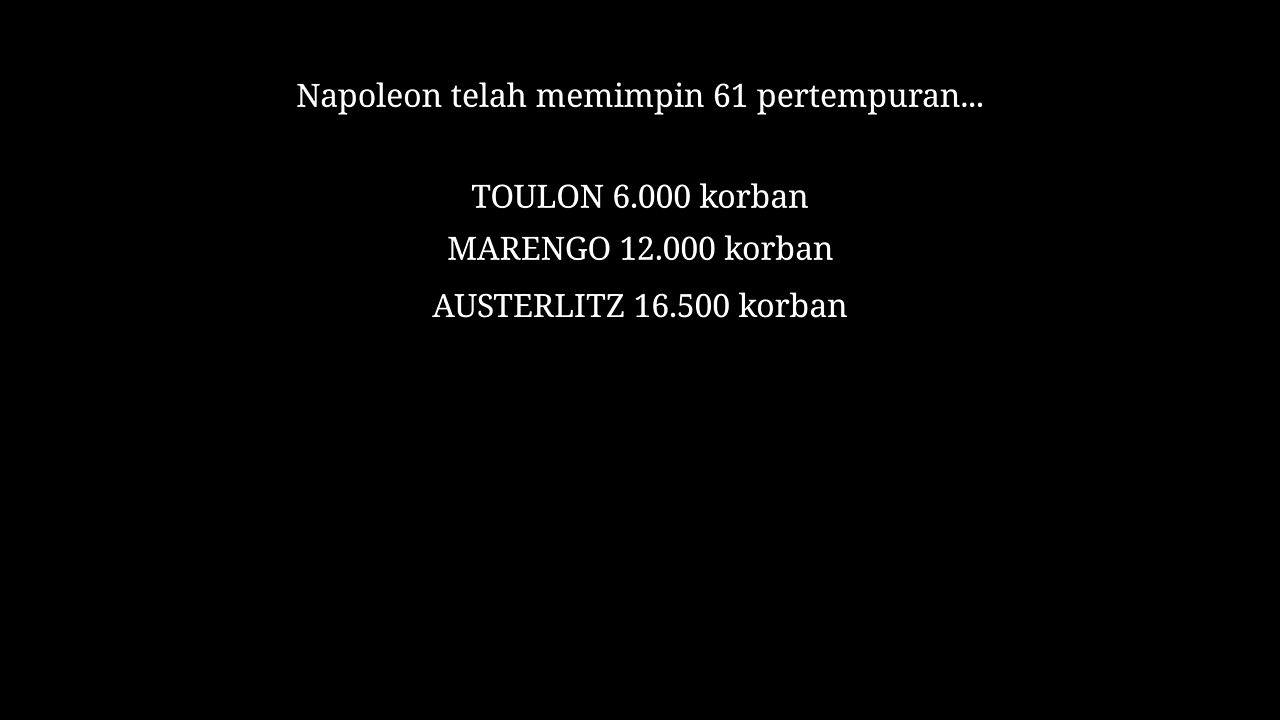 Napoleon telah memimpin 61 pertempuran...
TOULON 6.000 korban
MARENGO 12.000 korban
AUSTERLITZ 16.500 korban